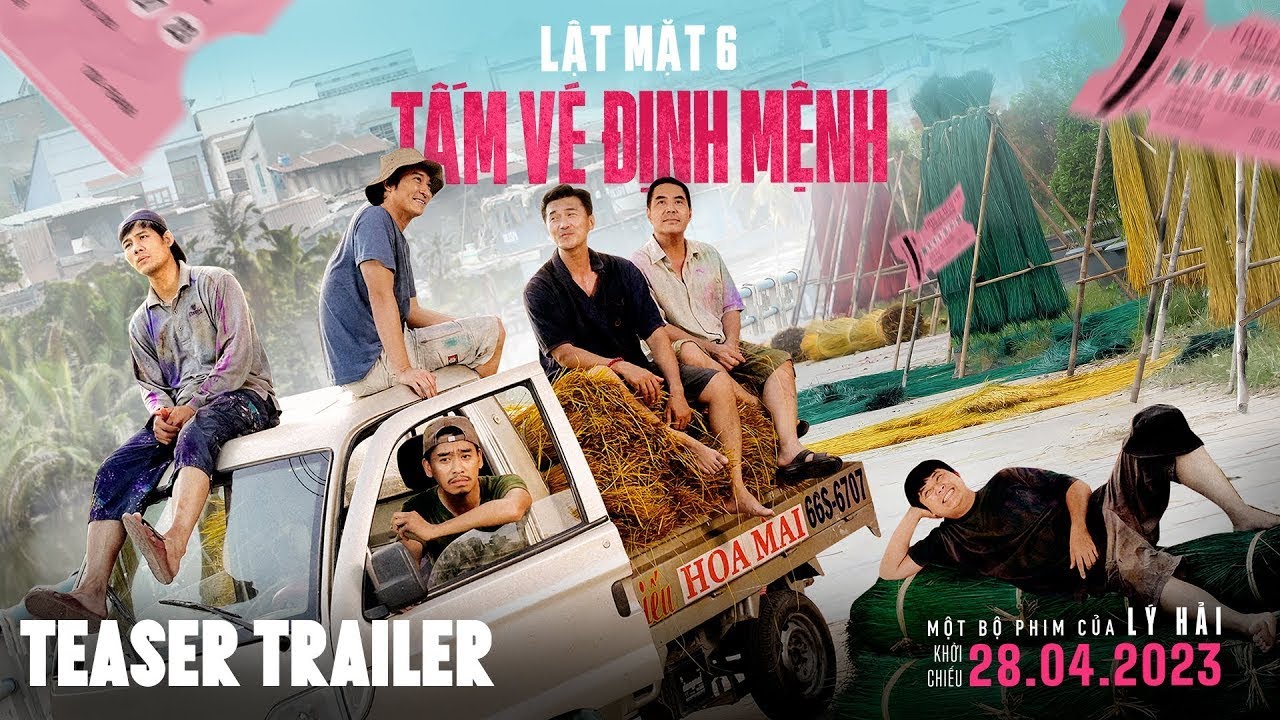 LẬT MẶT 6
TẤM VÉ ĐỊNH MỆNH
HOA MAI
66S-6707
TEASER TRAILER
MỘT BỘ PHIM CỦA LÝ HẢI
KHỞI CHIẾU 28.04.2023